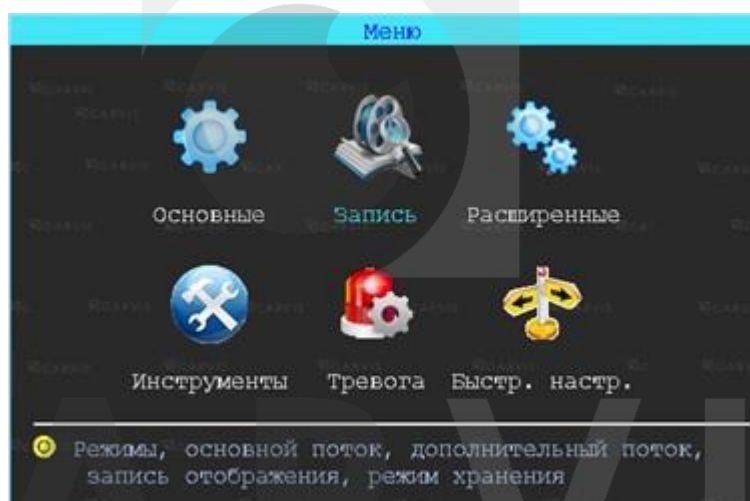 Меню
Основные Запись Расширенные
Инструменты Тревога Быстр. настр.
Режимы, основной поток, дополнительный поток,
запись отображения, режим хранения